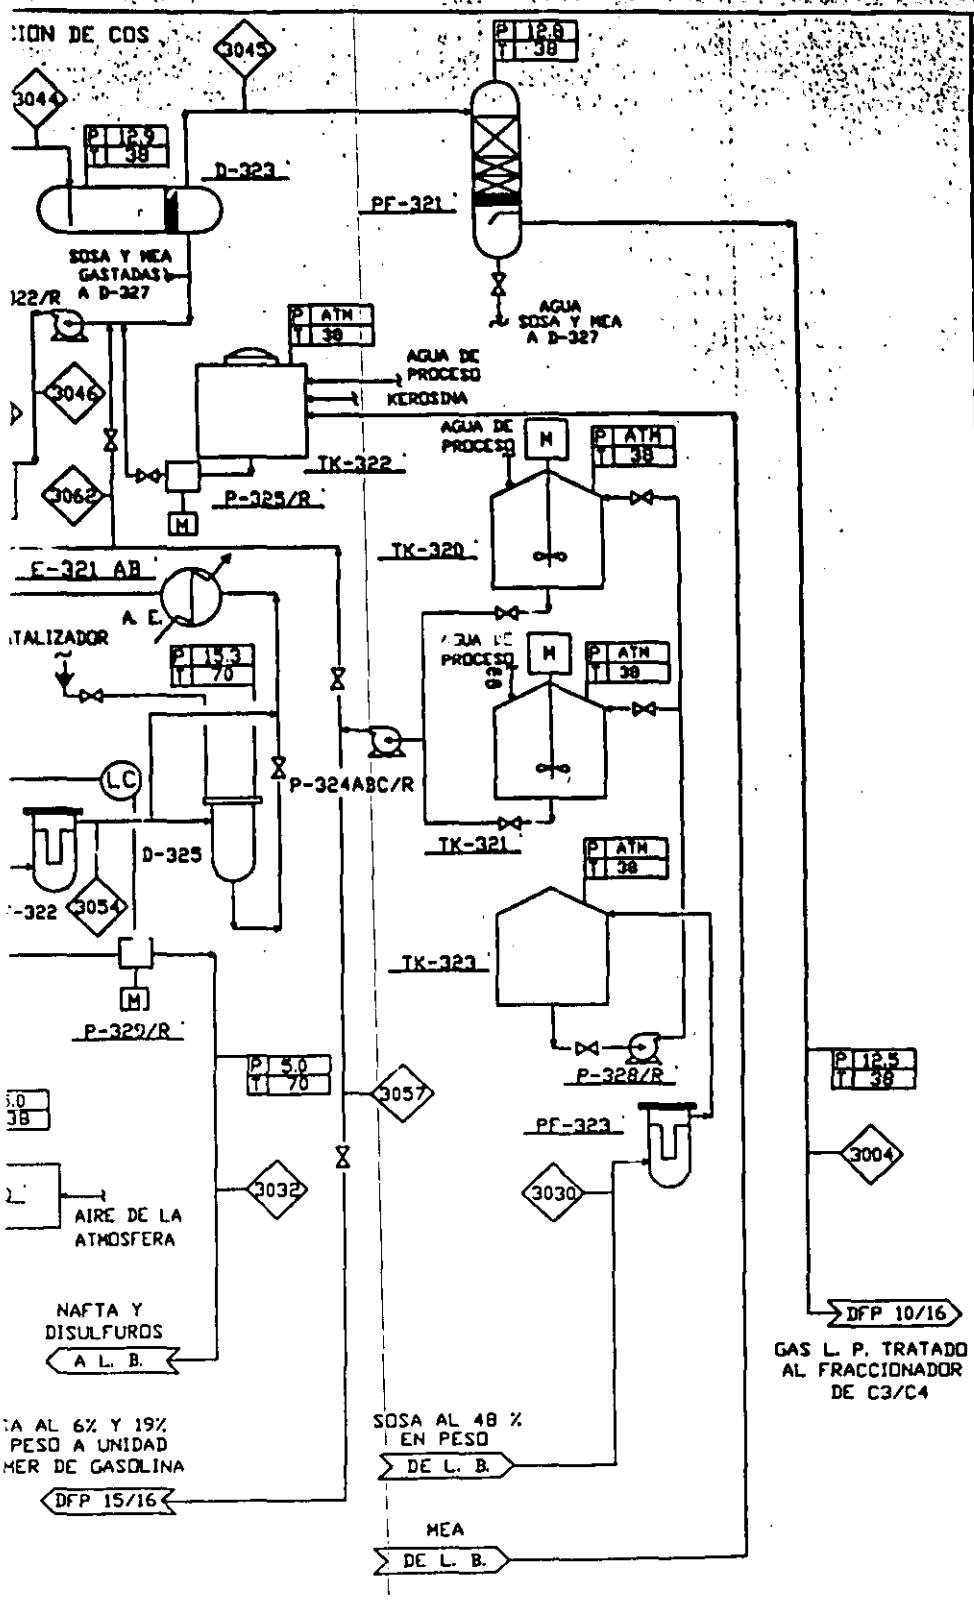 CION DE COS
3045
P 12.8
T 38
3044
P 12.9
T 38
D-323
PF-321
SOSA Y MEA
GASTADAS
A D-327
322/R
P ATM
T 38
AGUA
SOSA Y MEA
A D-327
AGUA DE
PROCESO
KEROSINA
3046
AGUA DE
PROCESO
M
P ATM
T 38
TK-322
3062
P-325/R
M
TK-320
E-321 AB
A. E.
ATALIZADOR
AGUA DE
PROCESO
M
P ATM
T 38
P 15.3
T 70
LC
P-324ABC/R
D-325
TK-321
P ATM
T 38
-322
3054
TK-323
M
P-329/R
P 5.0
T 70
3057
P-328/R
P 12.5
T 38
5.0
38
PF-323
3004
3032
3030
AIRE DE LA
ATMOSFERA
NAFTA Y
DISULFUROS
A L. B.
DFP 10/16
GAS L. P. TRATADO
AL FRACCIONADOR
DE C3/C4
SA AL 6% Y 19%
PESO A UNIDAD
MER DE GASOLINA
DFP 15/16
SOSA AL 48 %
EN PESO
DE L. B.
MEA
DE L. B.